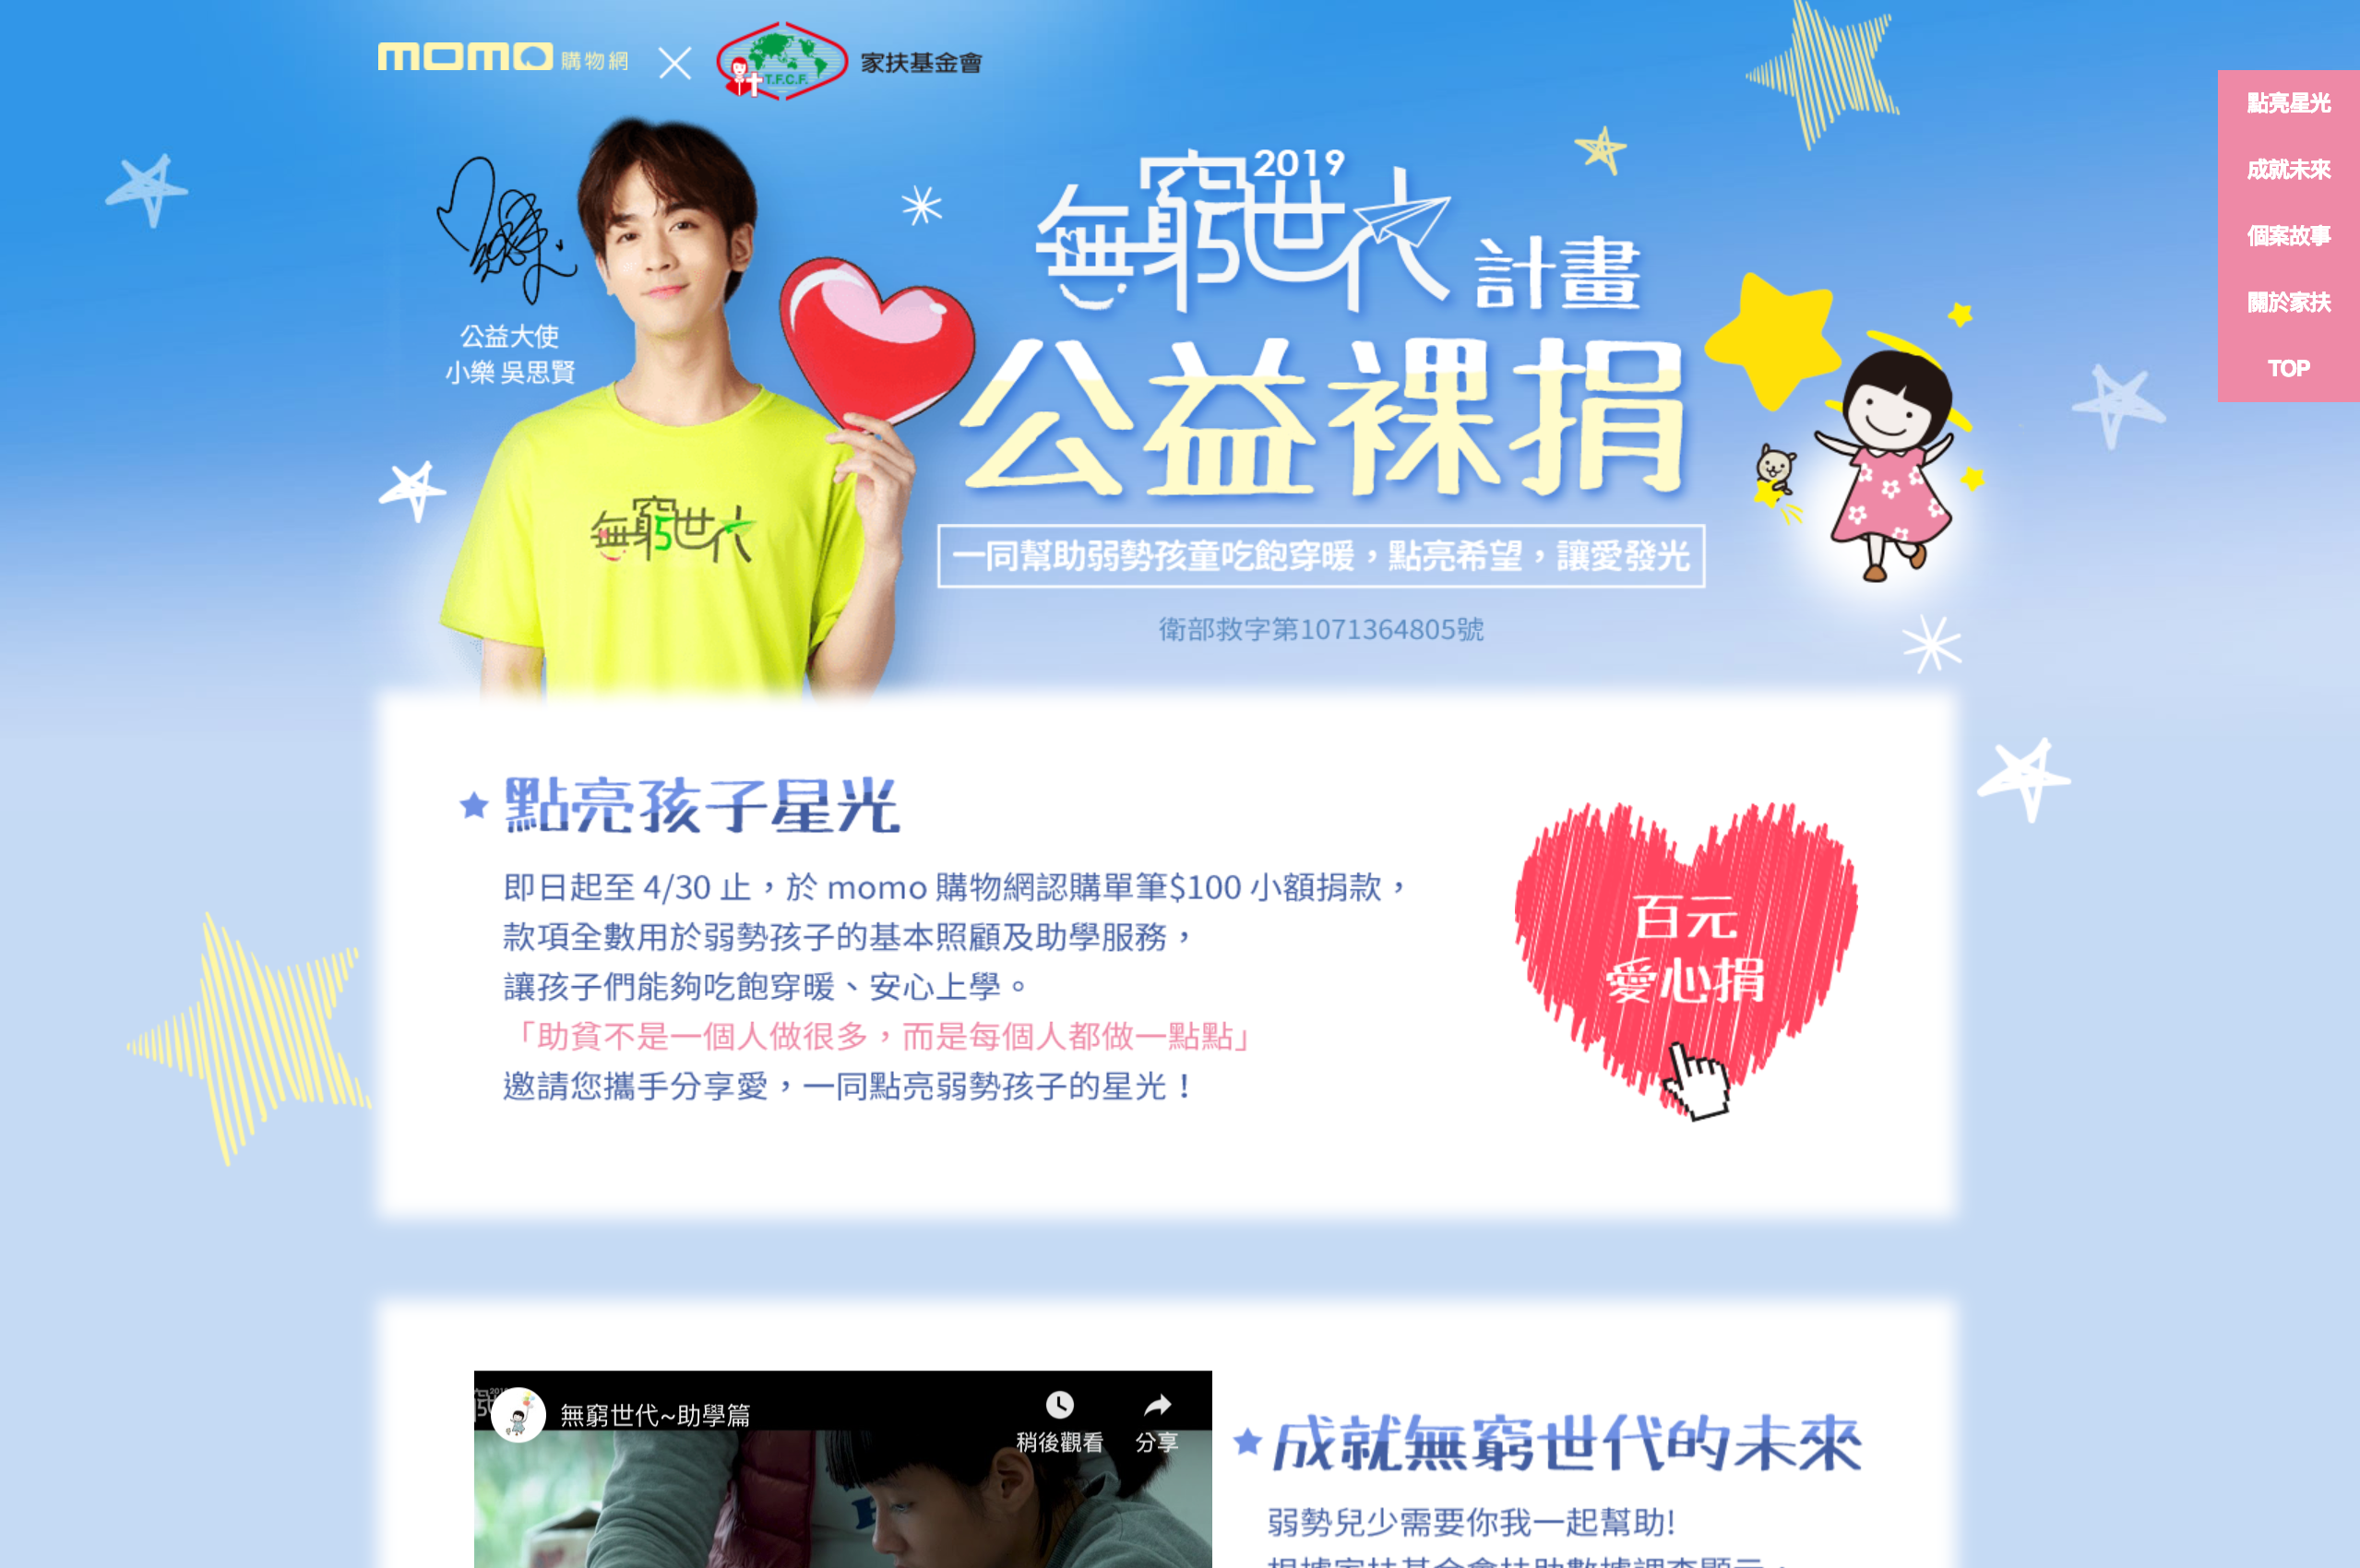 momo 購物網
T.F.C.F. 家扶基金會
點亮星光
成就未來
個案故事
關於家扶
TOP
2019
無窮世代計畫
公益裸捐
一同幫助弱勢孩童吃飽穿暖，點亮希望，讓愛發光
衛部救字第1071364805號
公益大使
小樂 吳思賢
無窮世代
點亮孩子星光
即日起至 4/30 止，於 momo 購物網認購單筆$100 小額捐款，
款項全數用於弱勢孩子的基本照顧及助學服務，
讓孩子們能夠吃飽穿暖、安心上學。
「助貧不是一個人做很多，而是每個人都做一點點」
邀請您攜手分享愛，一同點亮弱勢孩子的星光！
百元
愛心捐
無窮世代~助學篇
稍後觀看
分享
成就無窮世代的未來
弱勢兒少需要你我一起幫助!